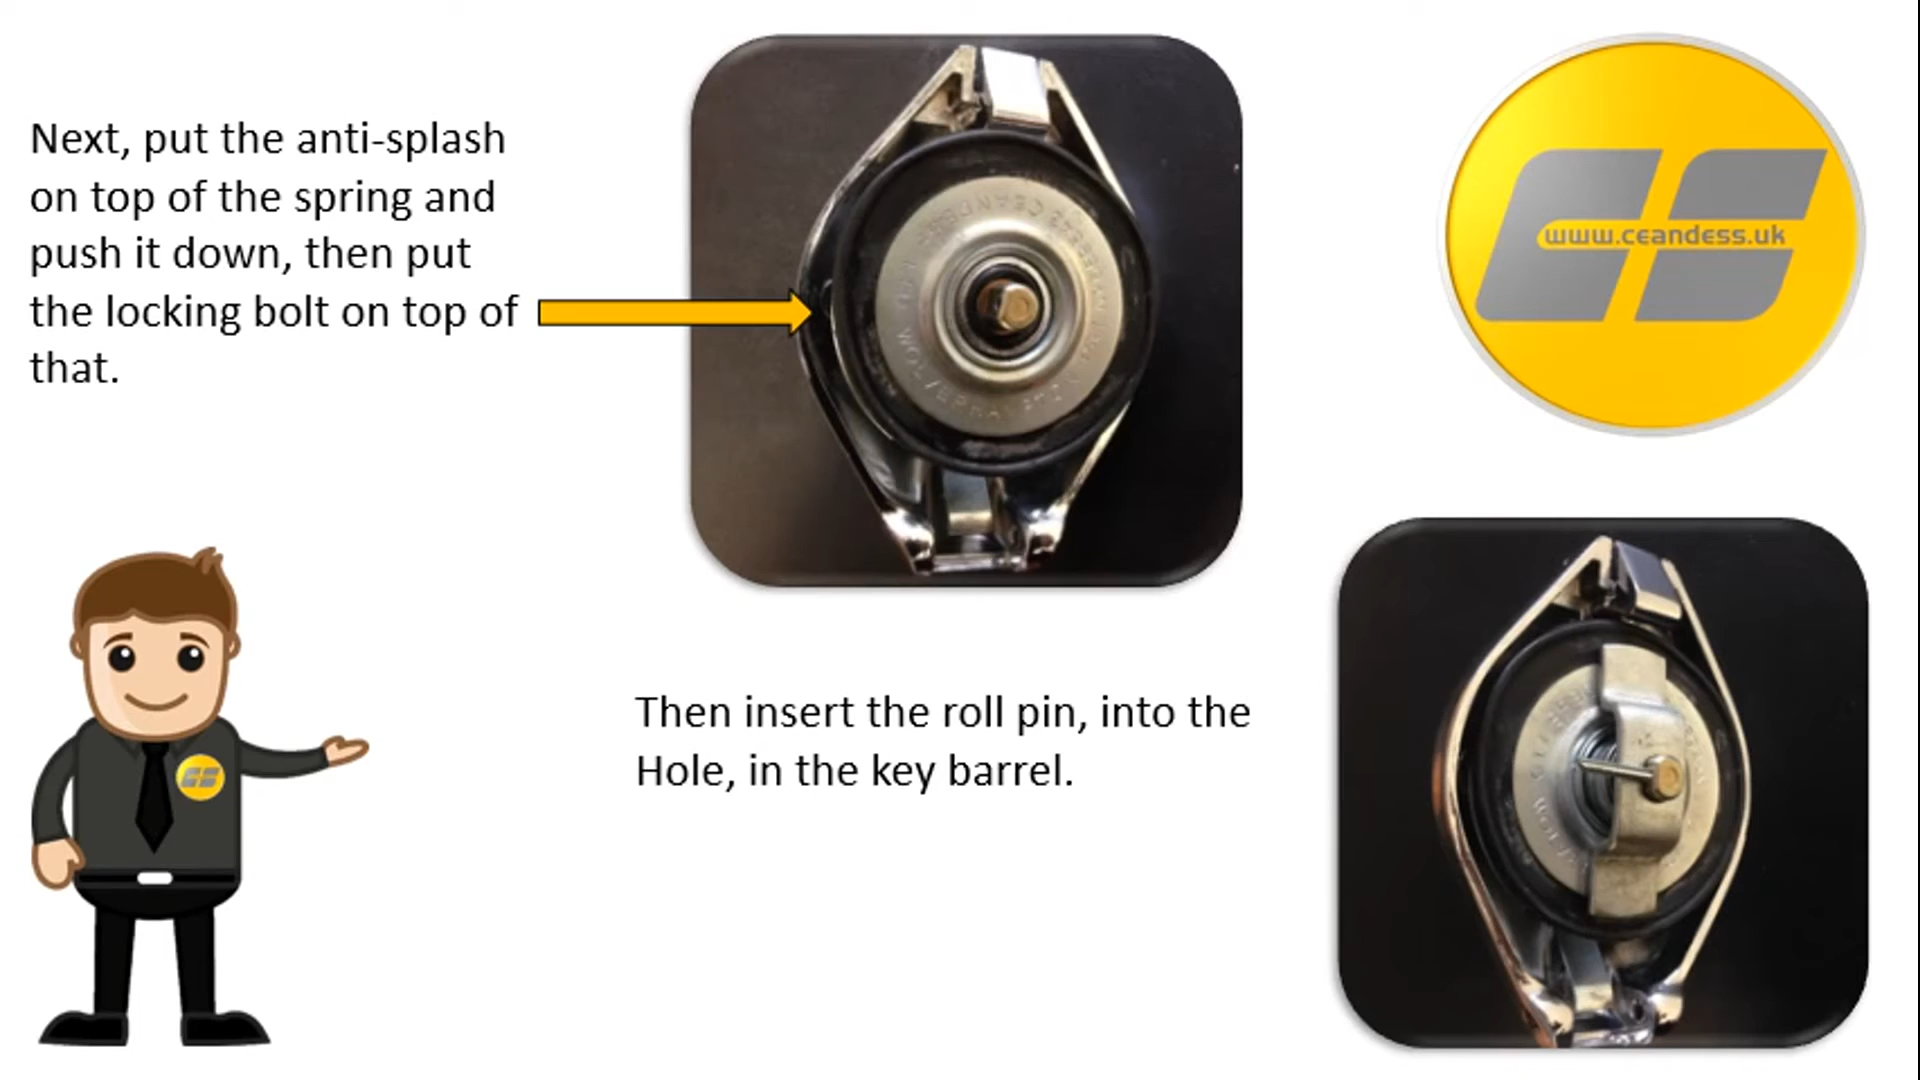 Next, put the anti-splash
on top of the spring and
push it down, then put
the locking bolt on top of
that.
www.ceandess.uk
Then insert the roll pin, into the
Hole, in the key barrel.